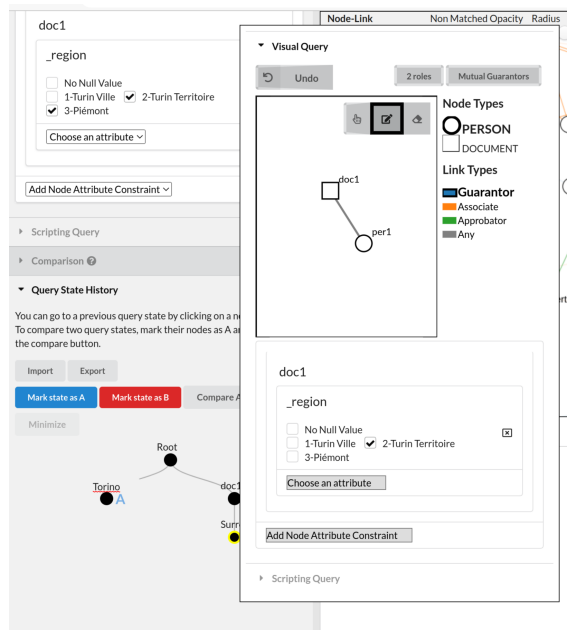 doc1
_region
No Null Value
1-Turin Ville 2-Turin Territoire
3-Piémont
Choose an attribute
Add Node Attribute Constraint
Scripting Query
Comparison
Query State History
You can go to a previous query state by clicking on a
To compare two query states, mark their nodes as A
the compare button.
Import Export
Mark state as A Mark state as B Compare A
Minimize
Root
Torino
A
doc1
Surr
Node-Link Non Matched Opacity Radius
Visual Query
Undo 2 roles Mutual Guarantors
Node Types
PERSON
DOCUMENT
Link Types
Guarantor
Associate
Approbator
Any
doc1
per1
doc1
_region
No Null Value
1-Turin Ville 2-Turin Territoire
3-Piémont
Choose an attribute
Add Node Attribute Constraint
Scripting Query